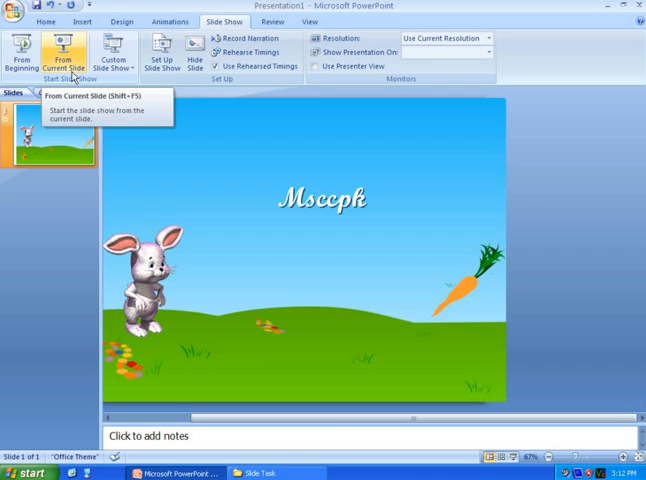 Presentation1 - Microsoft PowerPoint
Home Insert Design Animations Slide Show Review View
From Beginning
From Current Slide
Custom Slide Show
Set Up Slide Show
Hide Slide
Record Narration
Rehearse Timings
Use Rehearsed Timings
Resolution: Use Current Resolution
Show Presentation On:
Use Presenter View
Start Slide Show
Set Up
Monitors
Slides
From Current Slide (Shift+F5)
Start the slide show from the
current slide.
1
Msccpk
Click to add notes
Slide 1 of 1 "Office Theme" 67%
start Microsoft PowerPoint ... Slide Task 3:12 PM